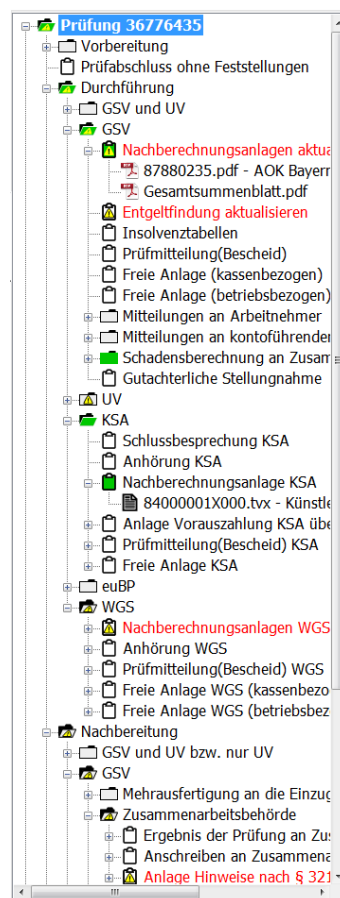 Prüfung 36776435
Vorbereitung
Prüfabschluss ohne Feststellungen
Durchführung
GSV und UV
GSV
Nachberechnungsanlagen aktua
87880235.pdf - AOK Bayern
Gesamtsummenblatt.pdf
Entgeltfindung aktualisieren
Insolvenztabellen
Prüfmitteilung(Bescheid)
Freie Anlage (kassenbezogen)
Freie Anlage (betriebsbezogen)
Mitteilungen an Arbeitnehmer
Mitteilungen an kontoführender
Schadensberechnung an Zusam
Gutachterliche Stellungnahme
UV
KSA
Schlussbesprechung KSA
Anhörung KSA
Nachberechnungsanlage KSA
84000001X000.tvx - Künstle
Anlage Vorauszahlung KSA übe
Prüfmitteilung(Bescheid) KSA
Freie Anlage KSA
euBP
WGS
Nachberechnungsanlagen WGS
Anhörung WGS
Prüfmitteilung(Bescheid) WGS
Freie Anlage WGS (kassenbezo
Freie Anlage WGS (betriebsbez
Nachbereitung
GSV und UV bzw. nur UV
GSV
Mehrausfertigung an die Einzug
Zusammenarbeitsbehörde
Ergebnis der Prüfung an Zus
Anschreiben an Zusammena
Anlage Hinweise nach § 321